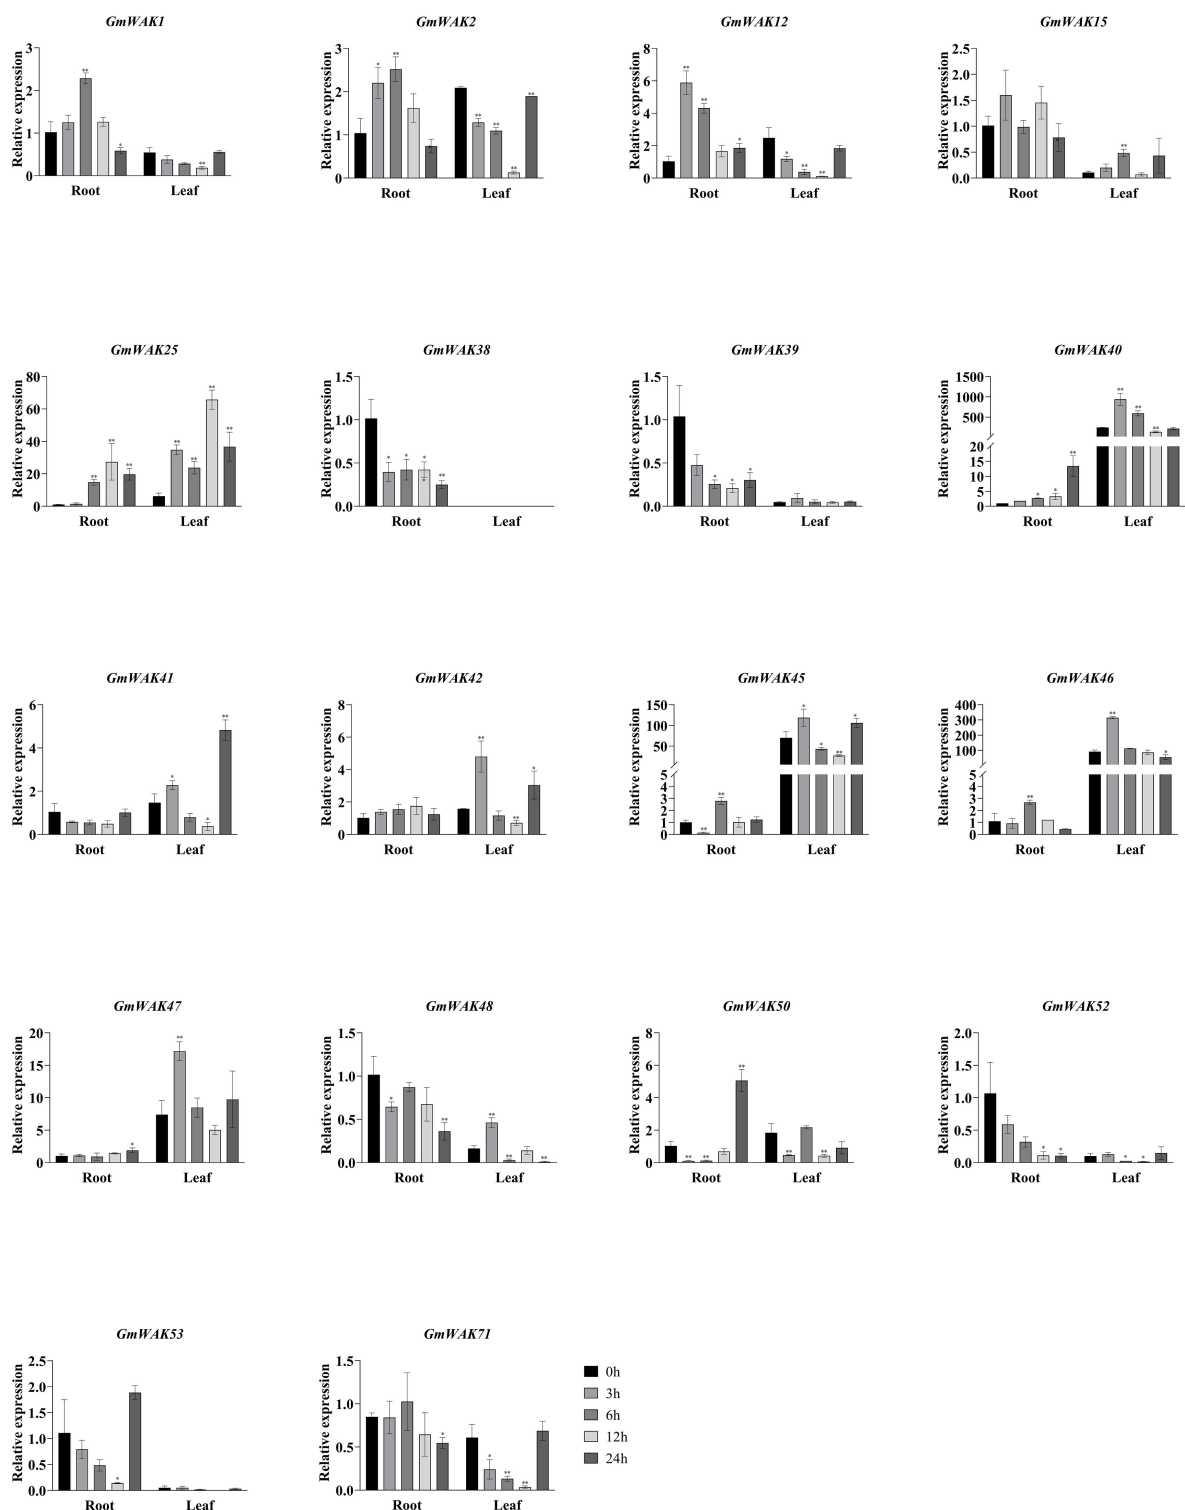 GmWAK1
Relative expression
3
2
1
0
**
*
**
Root
Leaf
GmWAK2
Relative expression
3
2
1
0
*
**
**
**
**
**
Root
Leaf
GmWAK12
Relative expression
8
6
4
2
0
**
**
*
*
**
**
Root
Leaf
GmWAK15
Relative expression
2.5
2.0
1.5
1.0
0.5
0.0
**
Root
Leaf
GmWAK25
Relative expression
80
60
40
20
0
**
**
**
**
**
**
**
Root
Leaf
GmWAK38
Relative expression
1.5
1.0
0.5
0.0
*
*
*
*
**
Root
Leaf
GmWAK39
Relative expression
1.5
1.0
0.5
0.0
*
*
*
Root
Leaf
GmWAK40
Relative expression
1500
1000
500
20
15
10
5
0
*
*
**
**
**
**
Root
Leaf
GmWAK41
Relative expression
6
4
2
0
*
*
**
Root
Leaf
GmWAK42
Relative expression
8
6
4
2
0
**
**
*
Root
Leaf
GmWAK45
Relative expression
150
100
50
5
4
3
2
1
0
**
**
*
*
**
*
Root
Leaf
GmWAK46
Relative expression
400
300
200
100
5
4
3
2
1
0
**
**
*
Root
Leaf
GmWAK47
Relative expression
20
15
10
5
0
*
**
Root
Leaf
GmWAK48
Relative expression
1.5
1.0
0.5
0.0
*
**
**
**
**
Root
Leaf
GmWAK50
Relative expression
8
6
4
2
0
**
**
**
**
**
Root
Leaf
GmWAK52
Relative expression
2.0
1.5
1.0
0.5
0.0
*
*
*
*
Root
Leaf
GmWAK53
Relative expression
2.5
2.0
1.5
1.0
0.5
0.0
*
Root
Leaf
GmWAK71
Relative expression
1.5
1.0
0.5
0.0
*
*
**
**
Root
Leaf
0h
3h
6h
12h
24h